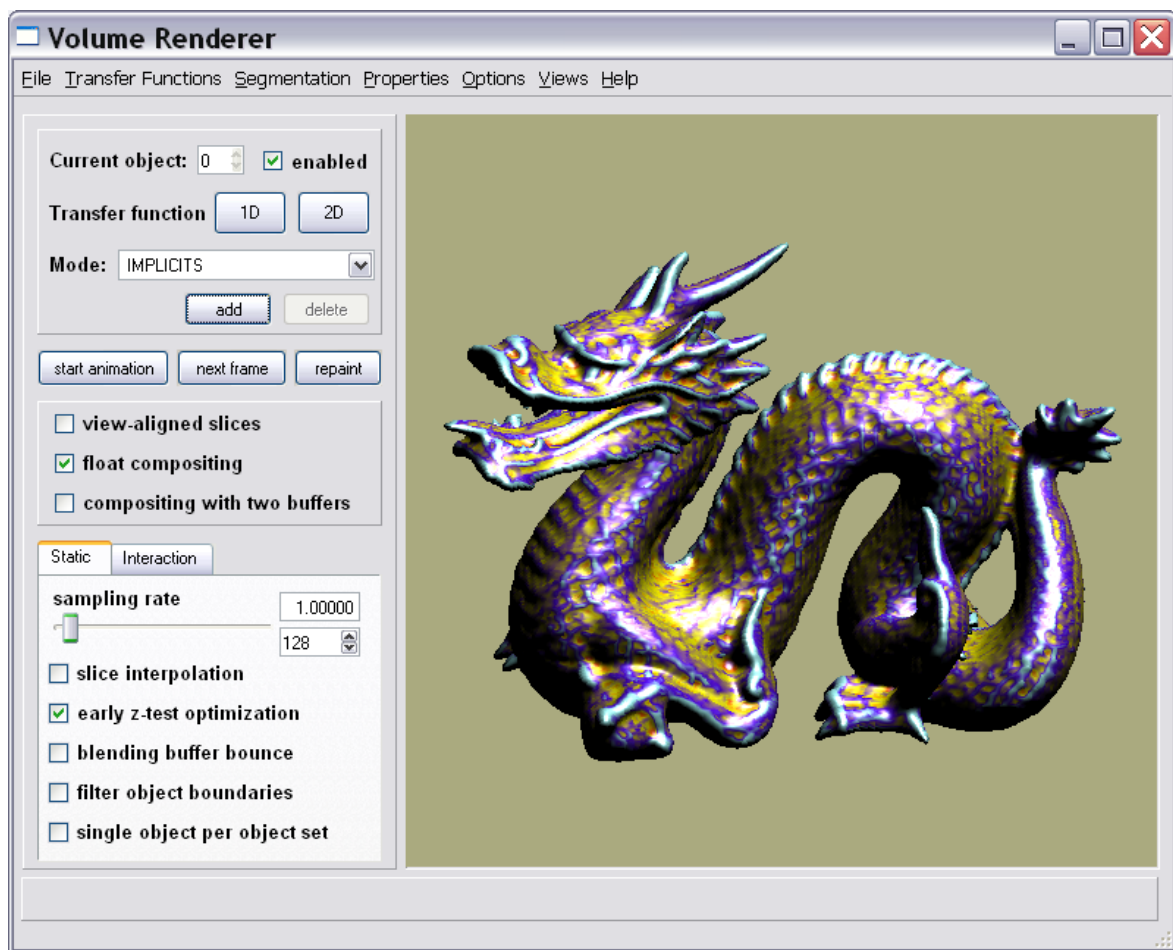 Volume Renderer
File Transfer Functions Segmentation Properties Options Views Help
Current object: 0 enabled
Transfer function 1D 2D
Mode: IMPLICITS
add delete
start animation next frame repaint
view-aligned slices
float compositing
compositing with two buffers
Static Interaction
sampling rate
1.00000
128
slice interpolation
early z-test optimization
blending buffer bounce
filter object boundaries
single object per object set